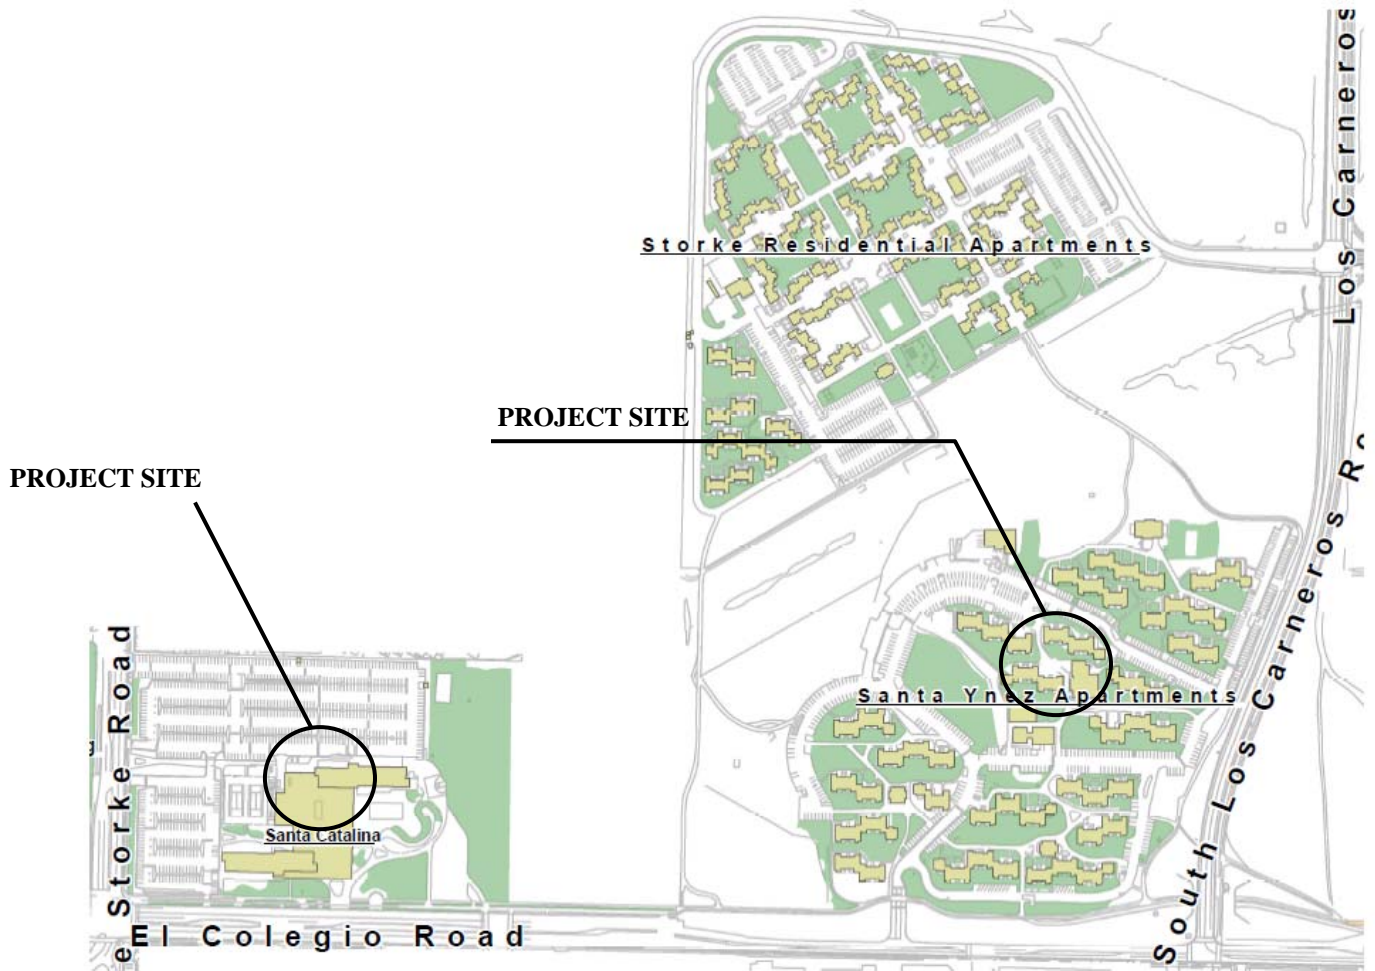 Los Carneros
Storke Residential Apartments
PROJECT SITE
PROJECT SITE
South Los Carneros Ro
Storke Road
Santa Ynez Apartments
Santa Catalina
El Colegio Road